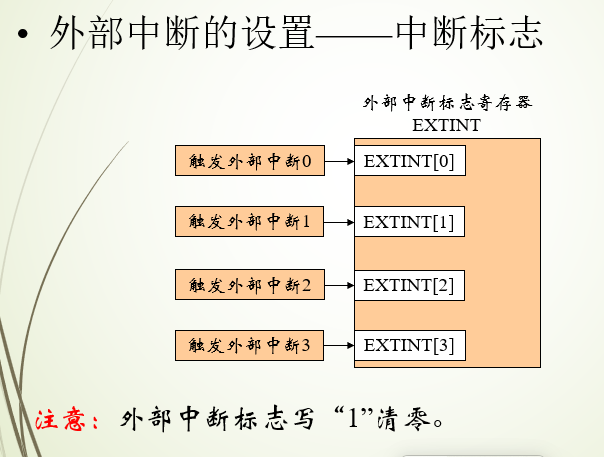 • 外部中断的设置——中断标志
外部中断标志寄存器
EXTINT
触发外部中断0
EXTINT[0]
触发外部中断1
EXTINT[1]
触发外部中断2
EXTINT[2]
触发外部中断3
EXTINT[3]
注意：外部中断标志写“1”清零。